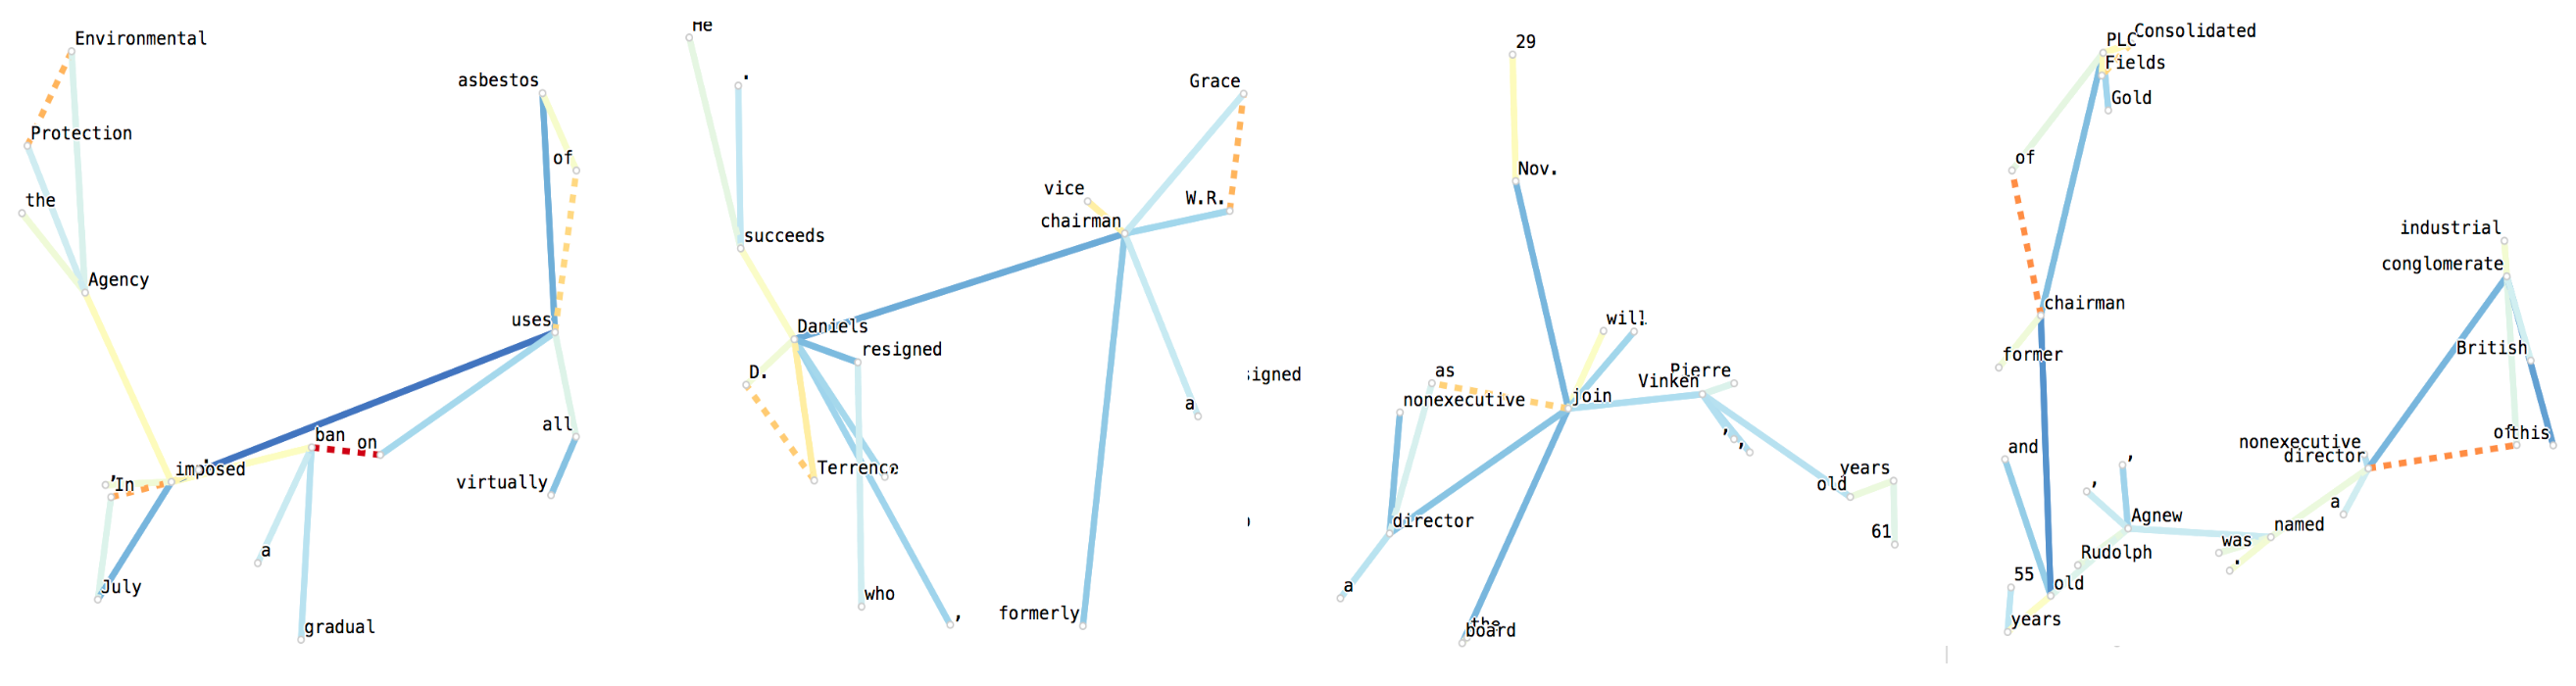 Environmental
Protection
the
Agency
asbestos
of
uses
all
virtually
ban
on
.
imposed
,
In
a
July
gradual
He
.
succeeds
Grace
vice
W.R.
chairman
Daniels
resigned
D.
a
Terrence
,
who
,
formerly
29
Nov.
will
.
as
Pierre
Vinken
nonexecutive
join
,
,
years
old
director
61
a
the
board
igned
Consolidated
PLC
Fields
Gold
of
industrial
conglomerate
chairman
British
former
of
this
nonexecutive
director
and
,
,
a
Agnew
named
was
Rudolph
.
55
old
years